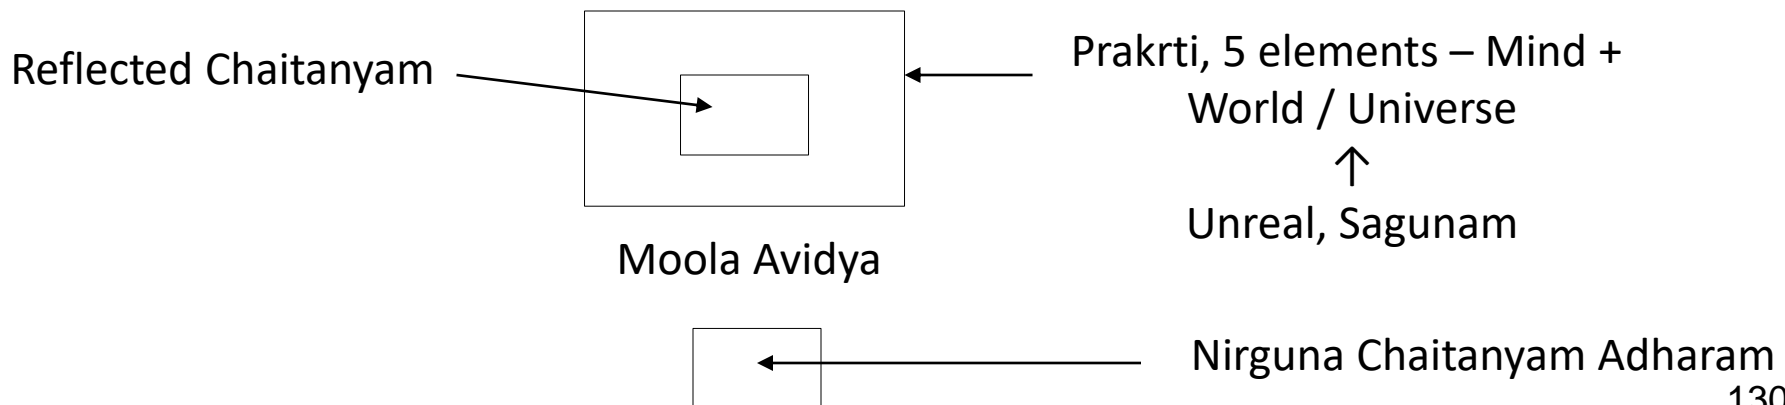 Reflected Chaitanyam
Prakrti, 5 elements – Mind +
World / Universe
↑
Unreal, Sagunam
Moola Avidya
Nirguna Chaitanyam Adharam
130